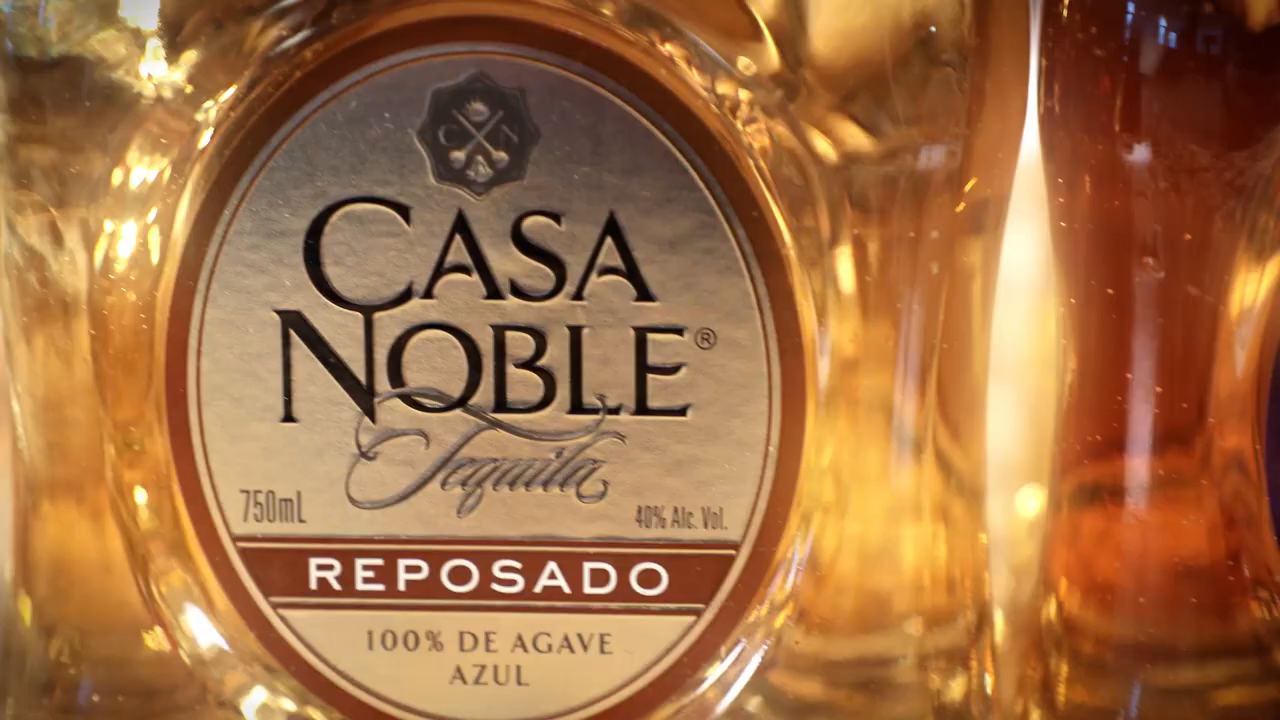 C N
CASA
NOBLE®
Tequila
750mL 40% Alc. Vol.
REPOSADO
100% DE AGAVE
AZUL